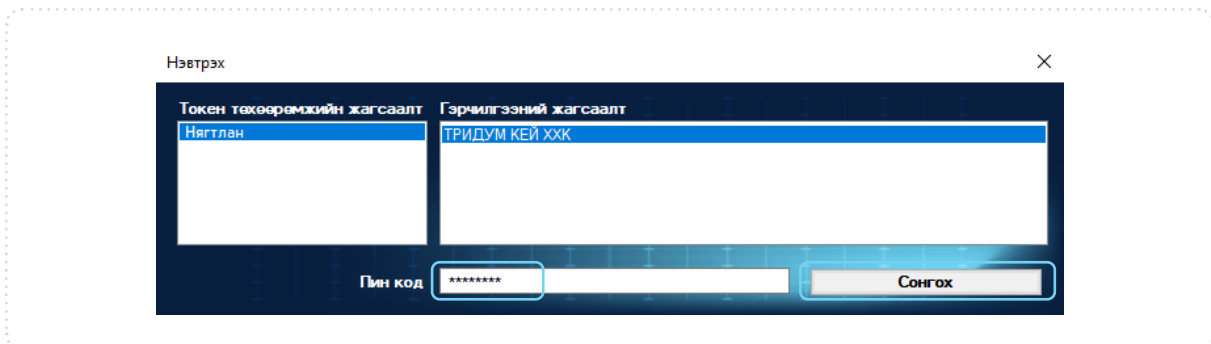 Нэвтрэх
Токен төхөөрөмжийн жагсаалт Гэрчилгээний жагсаалт
Нягтлан ТРИДУМ КЕЙ ХХК
Пин код ******** Сонгох